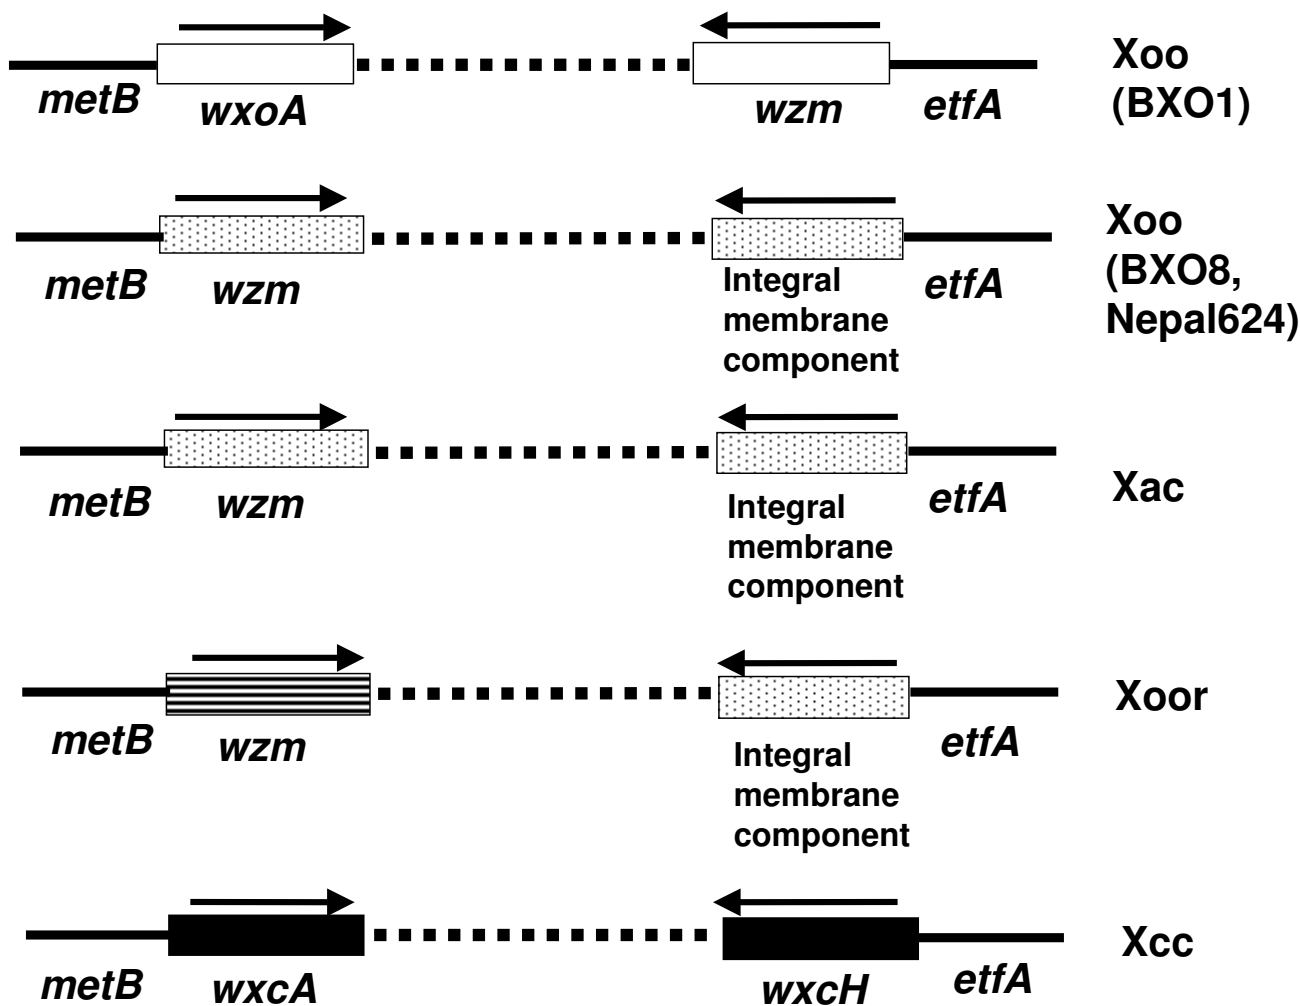 metB wxoA wzm etfA Xoo
(BXO1)
metB wzm Integral etfA Xoo
membrane (BXO8,
component Nepal624)
metB wzm Integral etfA Xac
membrane
component
metB wzm Integral etfA Xoor
membrane
component
metB wxcA wxcH etfA Xcc